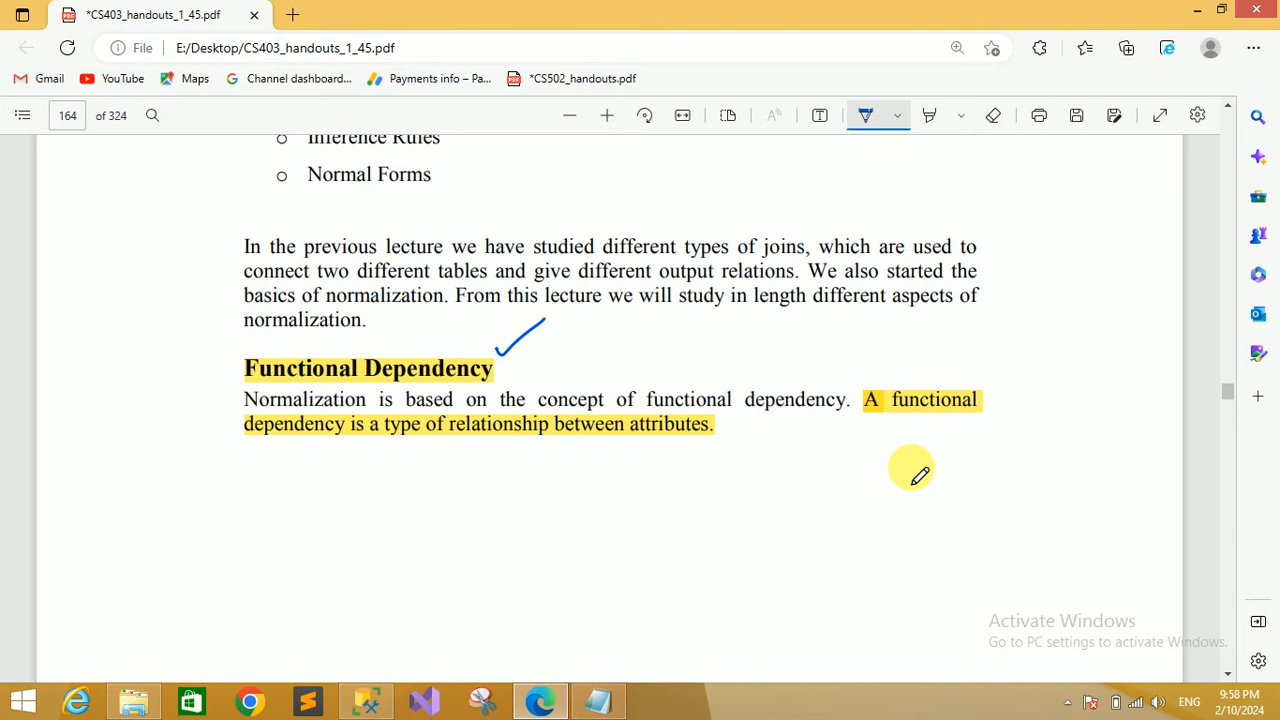 *CS403_handouts_1_45.pdf
File E:/Desktop/CS403_handouts_1_45.pdf
Gmail YouTube Maps Channel dashboard... Payments info – Pa... *CS502_handouts.pdf
164 of 324
o Inference Rules
o Normal Forms
In the previous lecture we have studied different types of joins, which are used to
connect two different tables and give different output relations. We also started the
basics of normalization. From this lecture we will study in length different aspects of
normalization.
Functional Dependency
Normalization is based on the concept of functional dependency. A functional
dependency is a type of relationship between attributes.
Activate Windows
Go to PC settings to activate Windows.
ENG
9:58 PM
2/10/2024